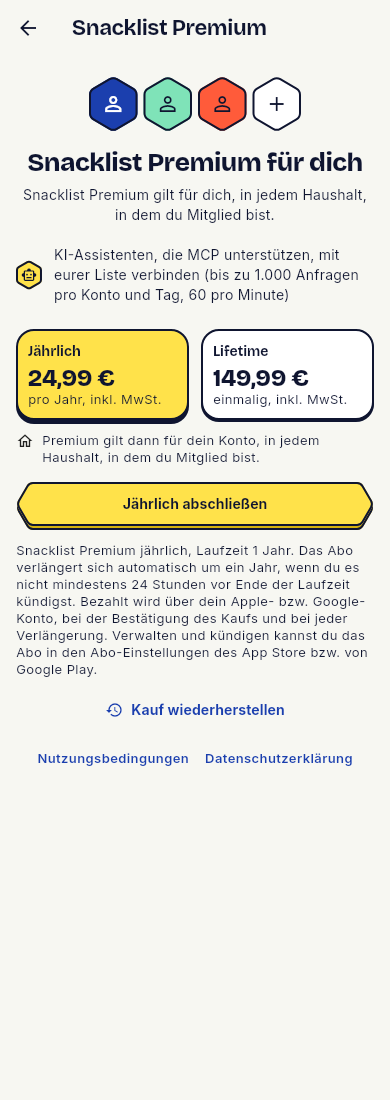 Snacklist Premium
Snacklist Premium für dich
Snacklist Premium gilt für dich, in jedem Haushalt,
in dem du Mitglied bist.
KI-Assistenten, die MCP unterstützen, mit
eurer Liste verbinden (bis zu 1.000 Anfragen
pro Konto und Tag, 60 pro Minute)
Jährlich
24,99 €
pro Jahr, inkl. MwSt.
Lifetime
149,99 €
einmalig, inkl. MwSt.
Premium gilt dann für dein Konto, in jedem
Haushalt, in dem du Mitglied bist.
Jährlich abschließen
Snacklist Premium jährlich, Laufzeit 1 Jahr. Das Abo
verlängert sich automatisch um ein Jahr, wenn du es
nicht mindestens 24 Stunden vor Ende der Laufzeit
kündigst. Bezahlt wird über dein Apple- bzw. Google-
Konto, bei der Bestätigung des Kaufs und bei jeder
Verlängerung. Verwalten und kündigen kannst du das
Abo in den Abo-Einstellungen des App Store bzw. von
Google Play.
Kauf wiederherstellen
Nutzungsbedingungen Datenschutzerklärung